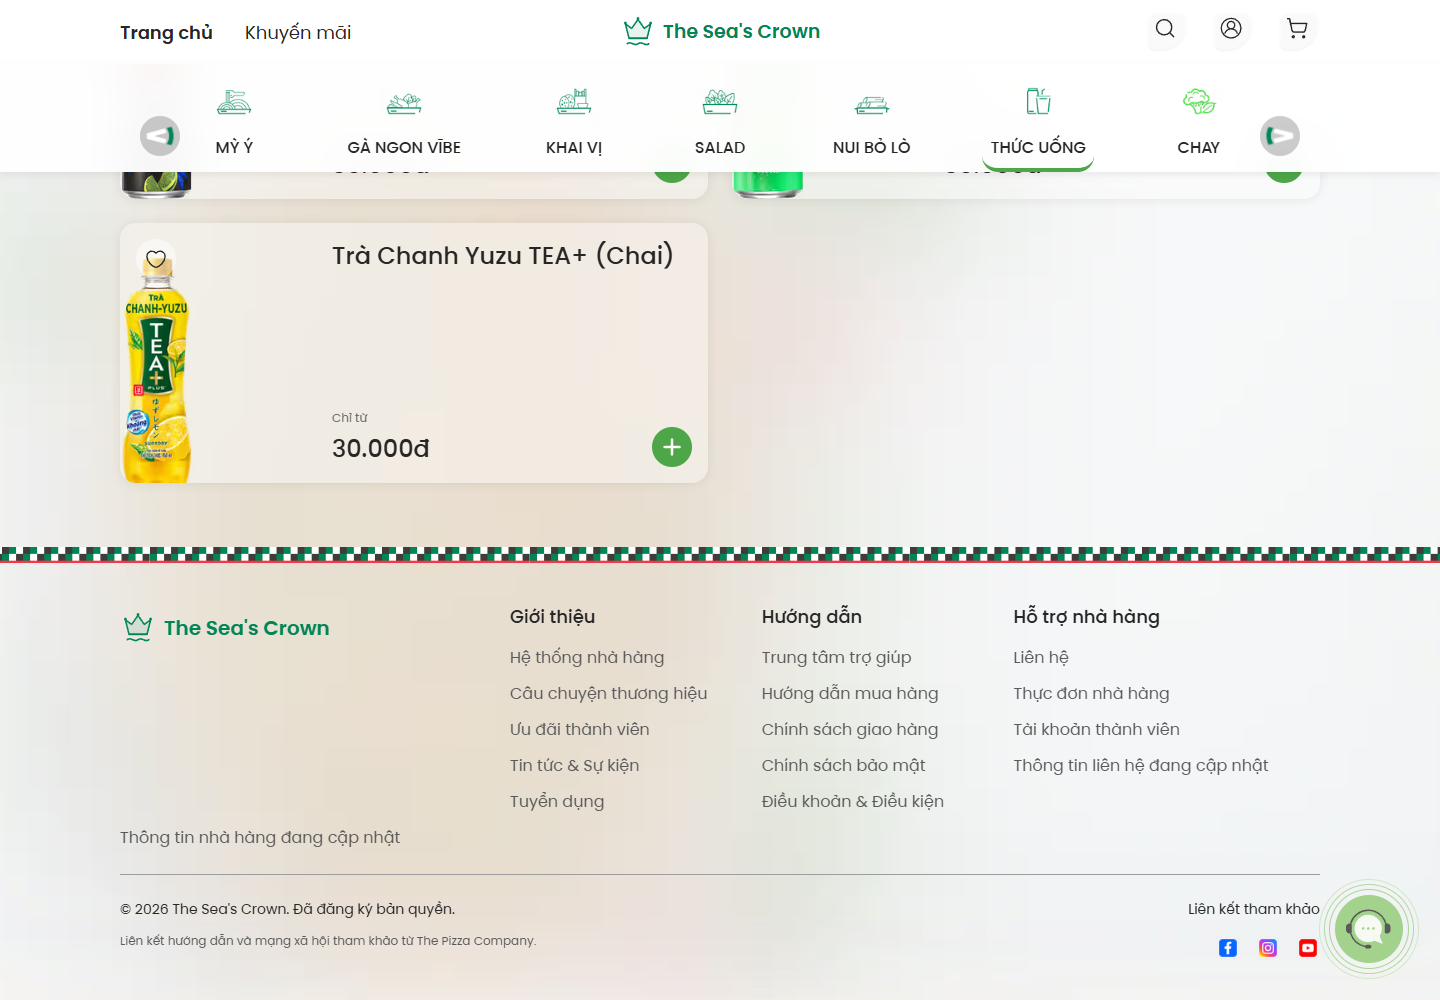 Trang chủ
Khuyến mãi
The Sea's Crown
MỲ Ý
GÀ NGON VĨBE
KHAI VỊ
SALAD
NUI BỎ LÒ
THỨC UỐNG
CHAY
Trà Chanh Yuzu TEA+ (Chai)
TRÀ
CHANH-YUZU
TEA+
PLUS
Chỉ từ
30.000đ
The Sea's Crown
Thông tin nhà hàng đang cập nhật
Giới thiệu
Hệ thống nhà hàng
Câu chuyện thương hiệu
Ưu đãi thành viên
Tin tức & Sự kiện
Tuyển dụng
Hướng dẫn
Trung tâm trợ giúp
Hướng dẫn mua hàng
Chính sách giao hàng
Chính sách bảo mật
Điều khoản & Điều kiện
Hỗ trợ nhà hàng
Liên hệ
Thực đơn nhà hàng
Tài khoản thành viên
Thông tin liên hệ đang cập nhật
© 2026 The Sea's Crown. Đã đăng ký bản quyền.
Liên kết hướng dẫn và mạng xã hội tham khảo từ The Pizza Company.
Liên kết tham khảo